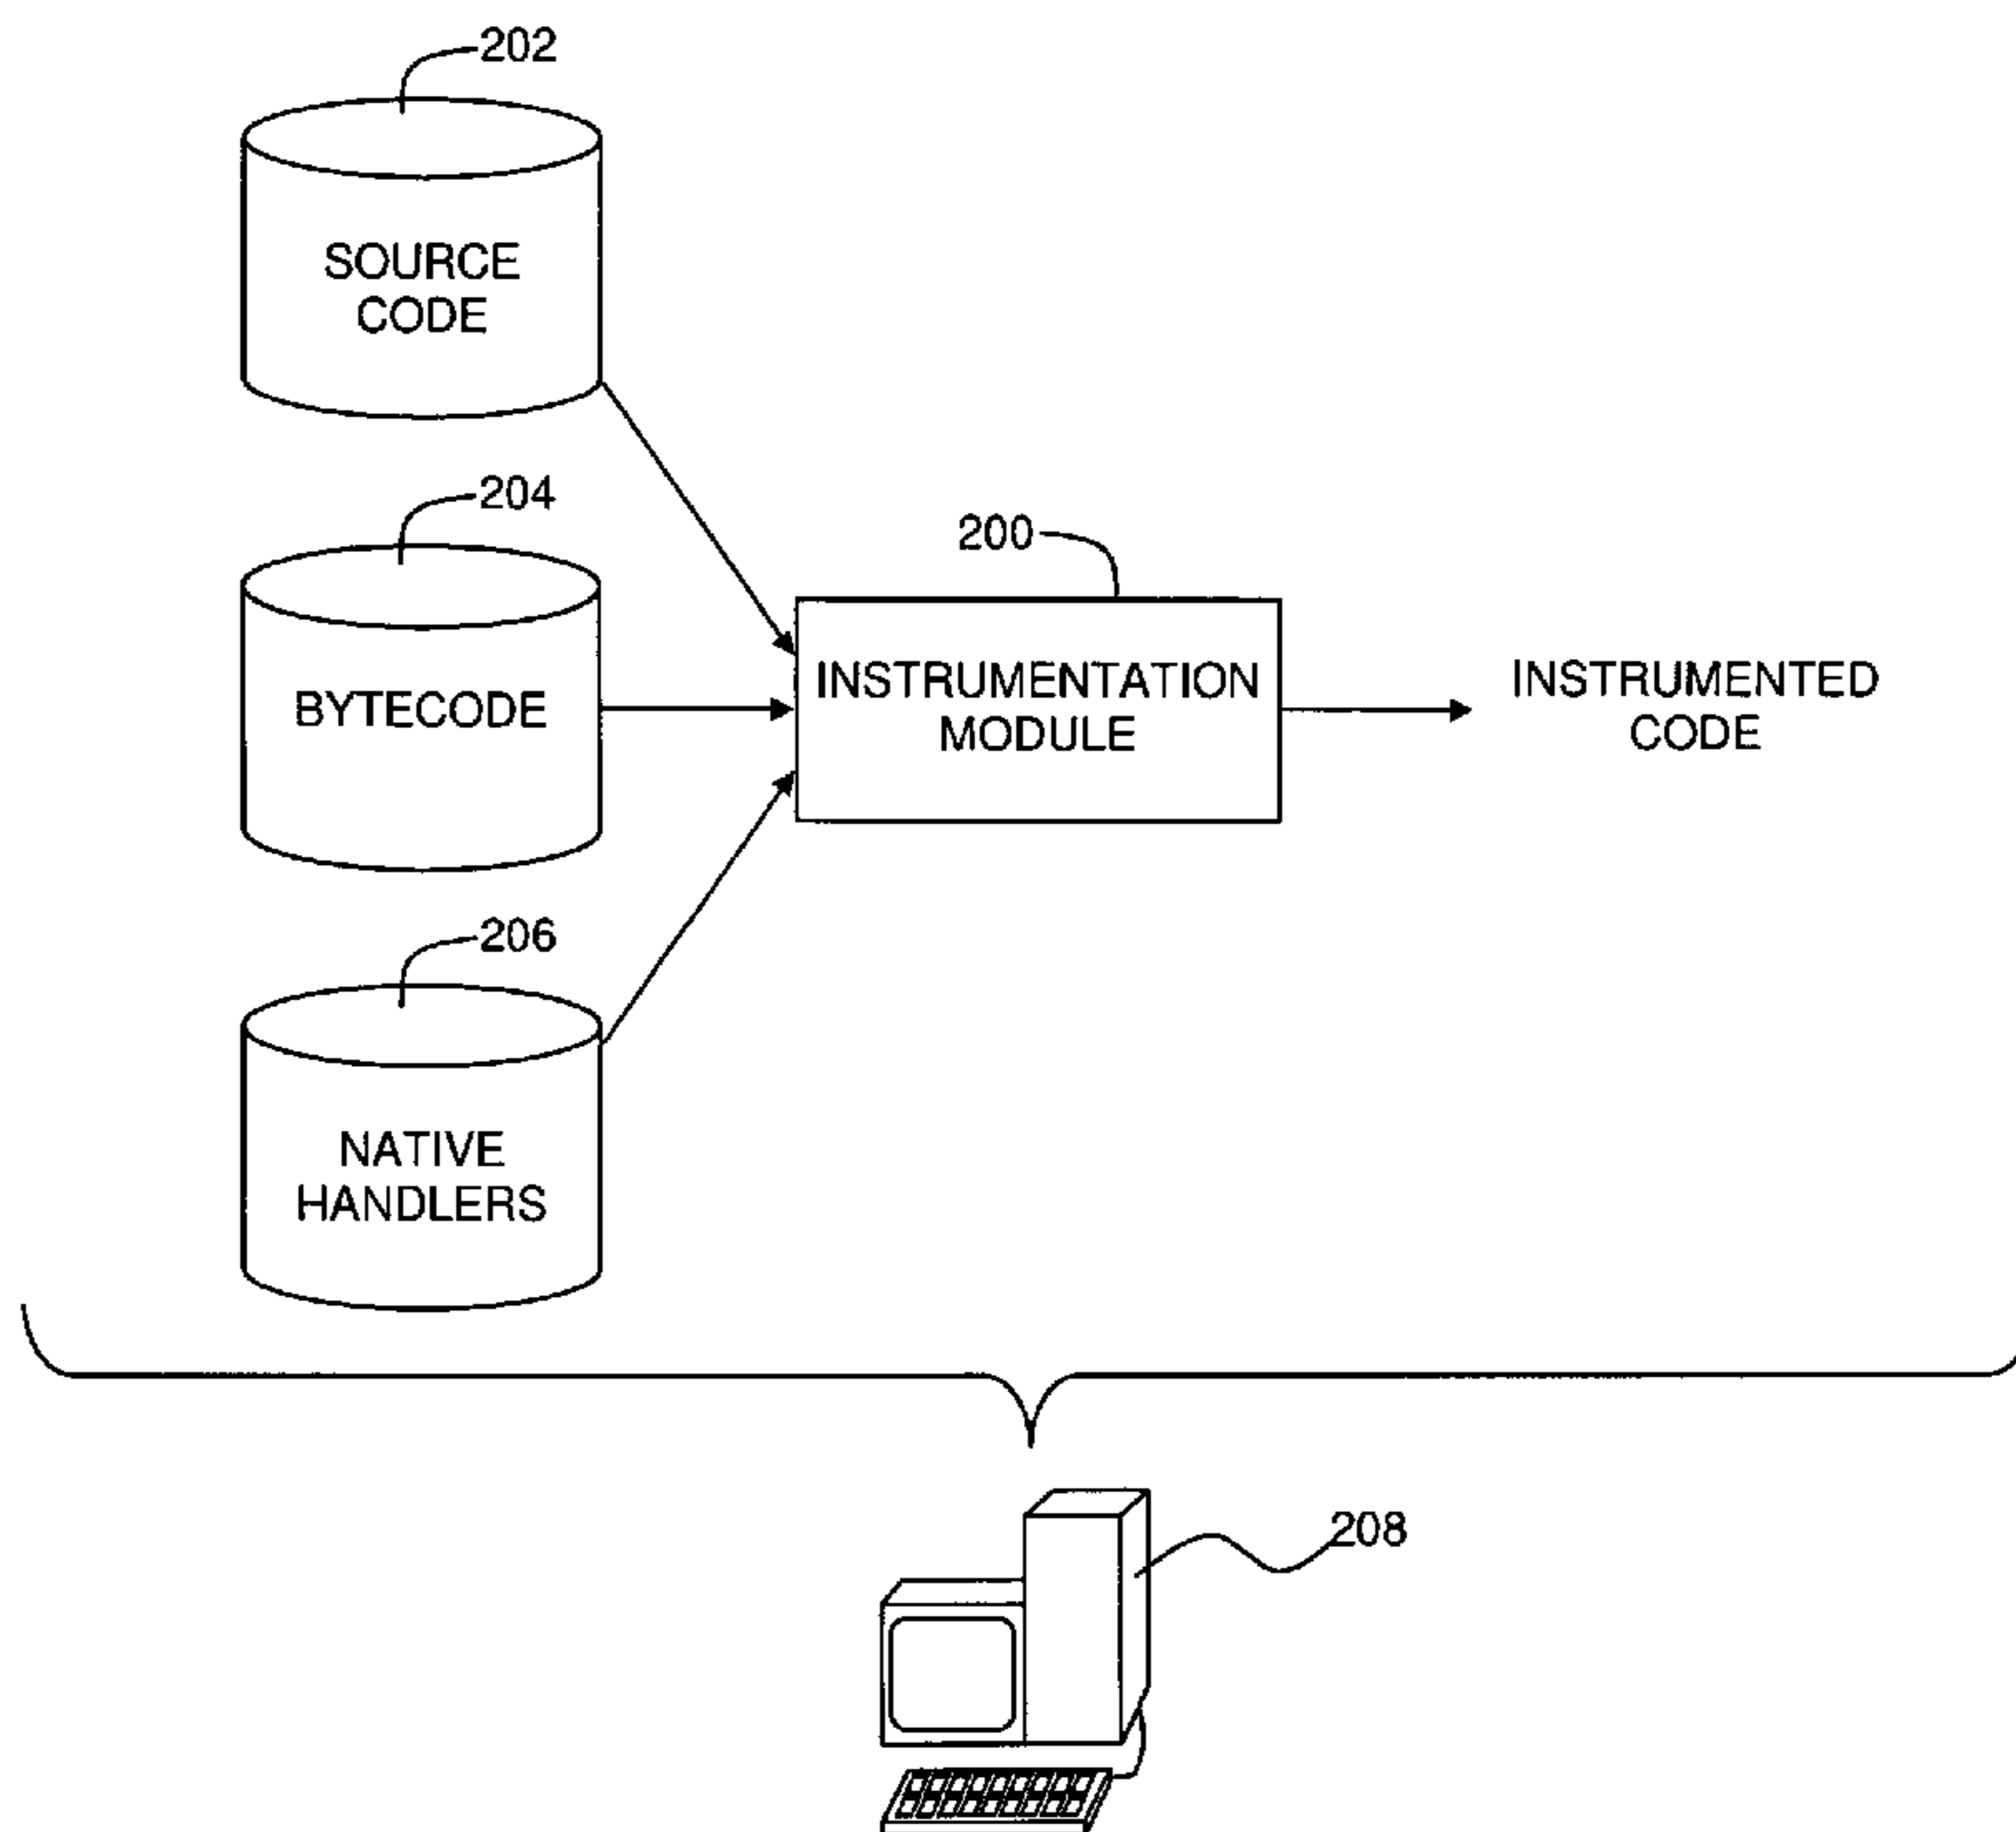 202
SOURCE
CODE
204
BYTECODE
200
INSTRUMENTATION
MODULE
INSTRUMENTED
CODE
206
NATIVE
HANDLERS
208